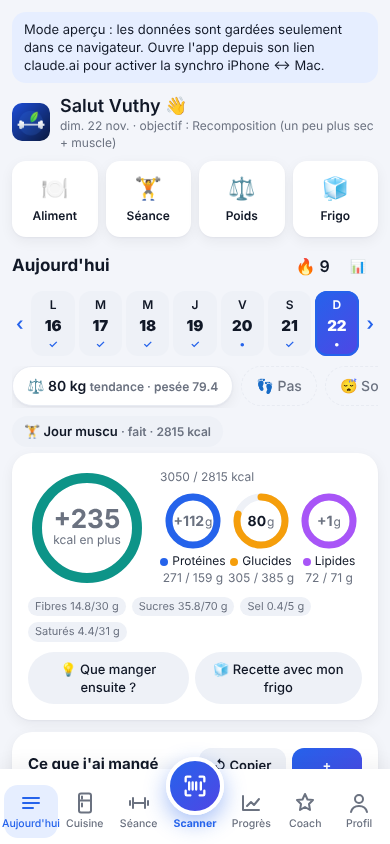 Mode aperçu : les données sont gardées seulement
dans ce navigateur. Ouvre l'app depuis son lien
claude.ai pour activer la synchro iPhone ↔ Mac.
Salut Vuthy 👋
dim. 22 nov. · objectif : Recomposition (un peu plus sec
+ muscle)
Aliment Séance Poids Frigo
Aujourd'hui 🔥 9
L M M J V S D
‹ 16 17 18 19 20 21 22 ›
✓ ✓ ✓ ✓ • ✓ •
⚖️ 80 kg tendance · pesée 79.4 👣 Pas 😴 So
🏋️ Jour muscu · fait · 2815 kcal
3050 / 2815 kcal
+235
kcal en plus
+112g 80g +1g
Protéines Glucides Lipides
271 / 159 g 305 / 385 g 72 / 71 g
Fibres 14.8/30 g Sucres 35.8/70 g Sel 0.4/5 g
Saturés 4.4/31 g
💡 Que manger
ensuite ?
🧊 Recette avec mon
frigo
Ce que j'ai mangé Copier +
Aujourd'hui Cuisine Séance Scanner Progrès Coach Profil